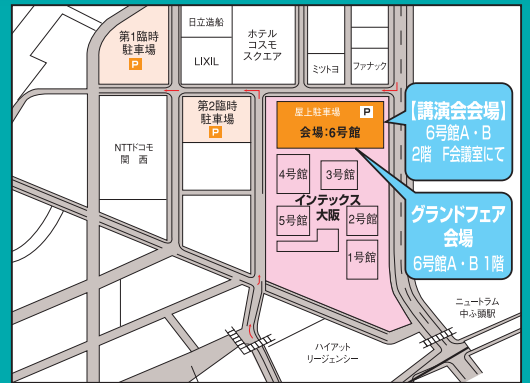 第1臨時
駐車場
P
日立造船
LIXIL
ホテル
コスモ
スクエア
ミツトヨ
ファナック
第2臨時
駐車場
P
NTTドコモ
関 西
屋上駐車場 P
会場:6号館
4号館
3号館
インテックス
大阪
5号館
2号館
1号館
【講演会会場】
6号館A・B
2階 F会議室にて
グランドフェア
会場
6号館A・B 1階
ニュートラム
中ふ頭駅
ハイアット
リージェンシー